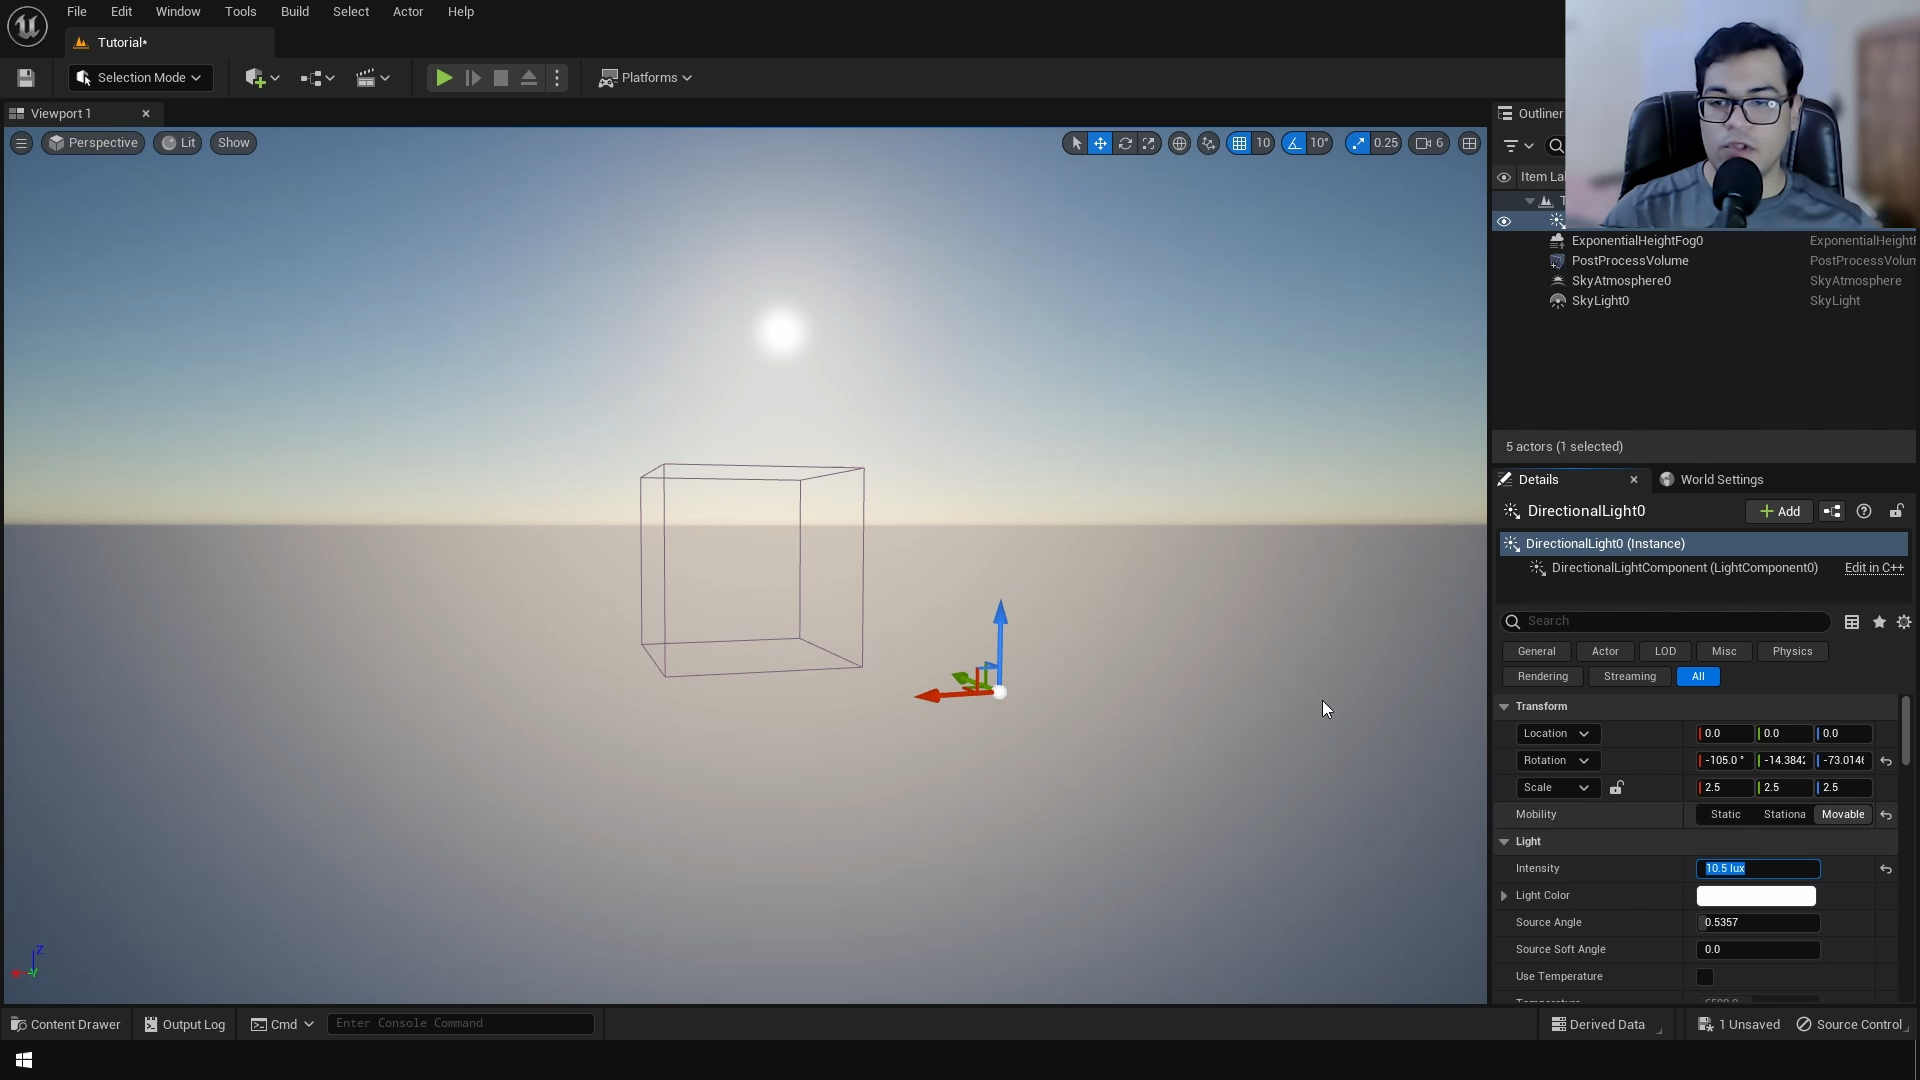 File Edit Window Tools Build Select Actor Help
Tutorial*
Selection Mode Platforms
Viewport 1 Outliner
Perspective Lit Show 10 10° 0.25 6
Item La
ExponentialHeightFog0 ExponentialHeightF
PostProcessVolume PostProcessVolum
SkyAtmosphere0 SkyAtmosphere
SkyLight0 SkyLight
5 actors (1 selected)
Details World Settings
DirectionalLight0 Add
DirectionalLight0 (Instance)
DirectionalLightComponent (LightComponent0) Edit in C++
Search
General Actor LOD Misc Physics
Rendering Streaming All
Transform
Location 0.0 0.0 0.0
Rotation -105.0 ° -14.3842 -73.0146
Scale 2.5 2.5 2.5
Mobility Static Stationa Movable
Light
Intensity 10.5 lux
Light Color
Source Angle 0.5357
Source Soft Angle 0.0
Use Temperature
Z
Y
Content Drawer Output Log Cmd Enter Console Command Derived Data 1 Unsaved Source Control